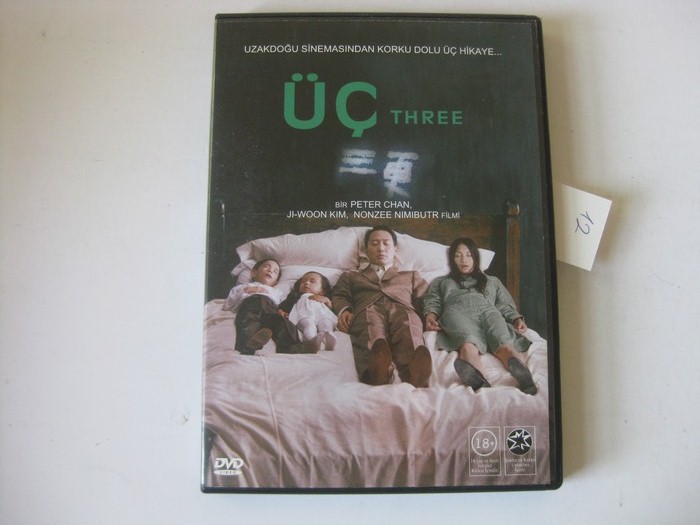 UZAKDOĞU SİNEMASINDAN KORKU DOLU ÜÇ HİKAYE...
ÜÇ THREE
三更
BİR PETER CHAN,
Jİ-WOON KIM, NONZEE NIMIBUTR FİLMİ
12
18+
DVD
VIDEO